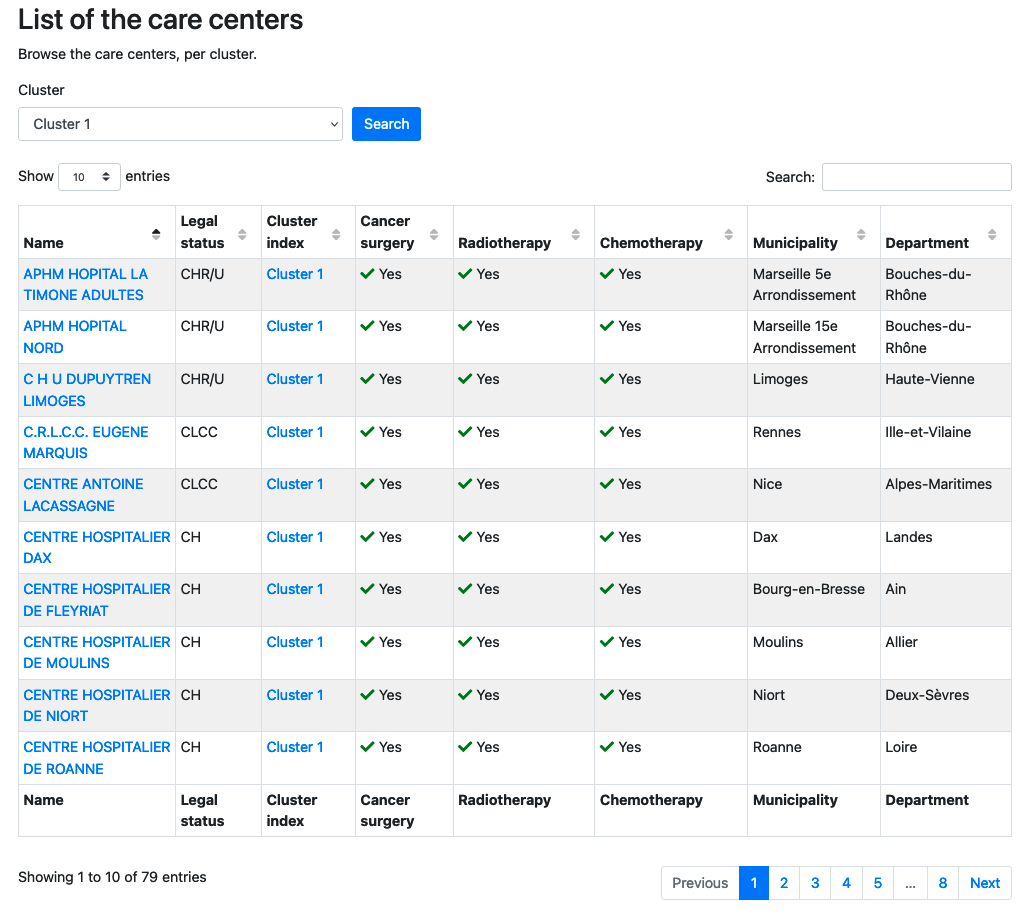 List of the care centers
Browse the care centers, per cluster.
Cluster
Cluster 1
Search
Show 10 entries
Search:
Name Legal status Cluster index Cancer surgery Radiotherapy Chemotherapy Municipality Department
APHM HOPITAL LA TIMONE ADULTES CHR/U Cluster 1 Yes Yes Yes Marseille 5e Arrondissement Bouches-du-Rhône
APHM HOPITAL NORD CHR/U Cluster 1 Yes Yes Yes Marseille 15e Arrondissement Bouches-du-Rhône
C H U DUPUYTREN LIMOGES CHR/U Cluster 1 Yes Yes Yes Limoges Haute-Vienne
C.R.L.C.C. EUGENE MARQUIS CLCC Cluster 1 Yes Yes Yes Rennes Ille-et-Vilaine
CENTRE ANTOINE LACASSAGNE CLCC Cluster 1 Yes Yes Yes Nice Alpes-Maritimes
CENTRE HOSPITALIER DAX CH Cluster 1 Yes Yes Yes Dax Landes
CENTRE HOSPITALIER DE FLEYRIAT CH Cluster 1 Yes Yes Yes Bourg-en-Bresse Ain
CENTRE HOSPITALIER DE MOULINS CH Cluster 1 Yes Yes Yes Moulins Allier
CENTRE HOSPITALIER DE NIORT CH Cluster 1 Yes Yes Yes Niort Deux-Sèvres
CENTRE HOSPITALIER DE ROANNE CH Cluster 1 Yes Yes Yes Roanne Loire
Name Legal status Cluster index Cancer surgery Radiotherapy Chemotherapy Municipality Department
Showing 1 to 10 of 79 entries
Previous 1 2 3 4 5 ... 8 Next